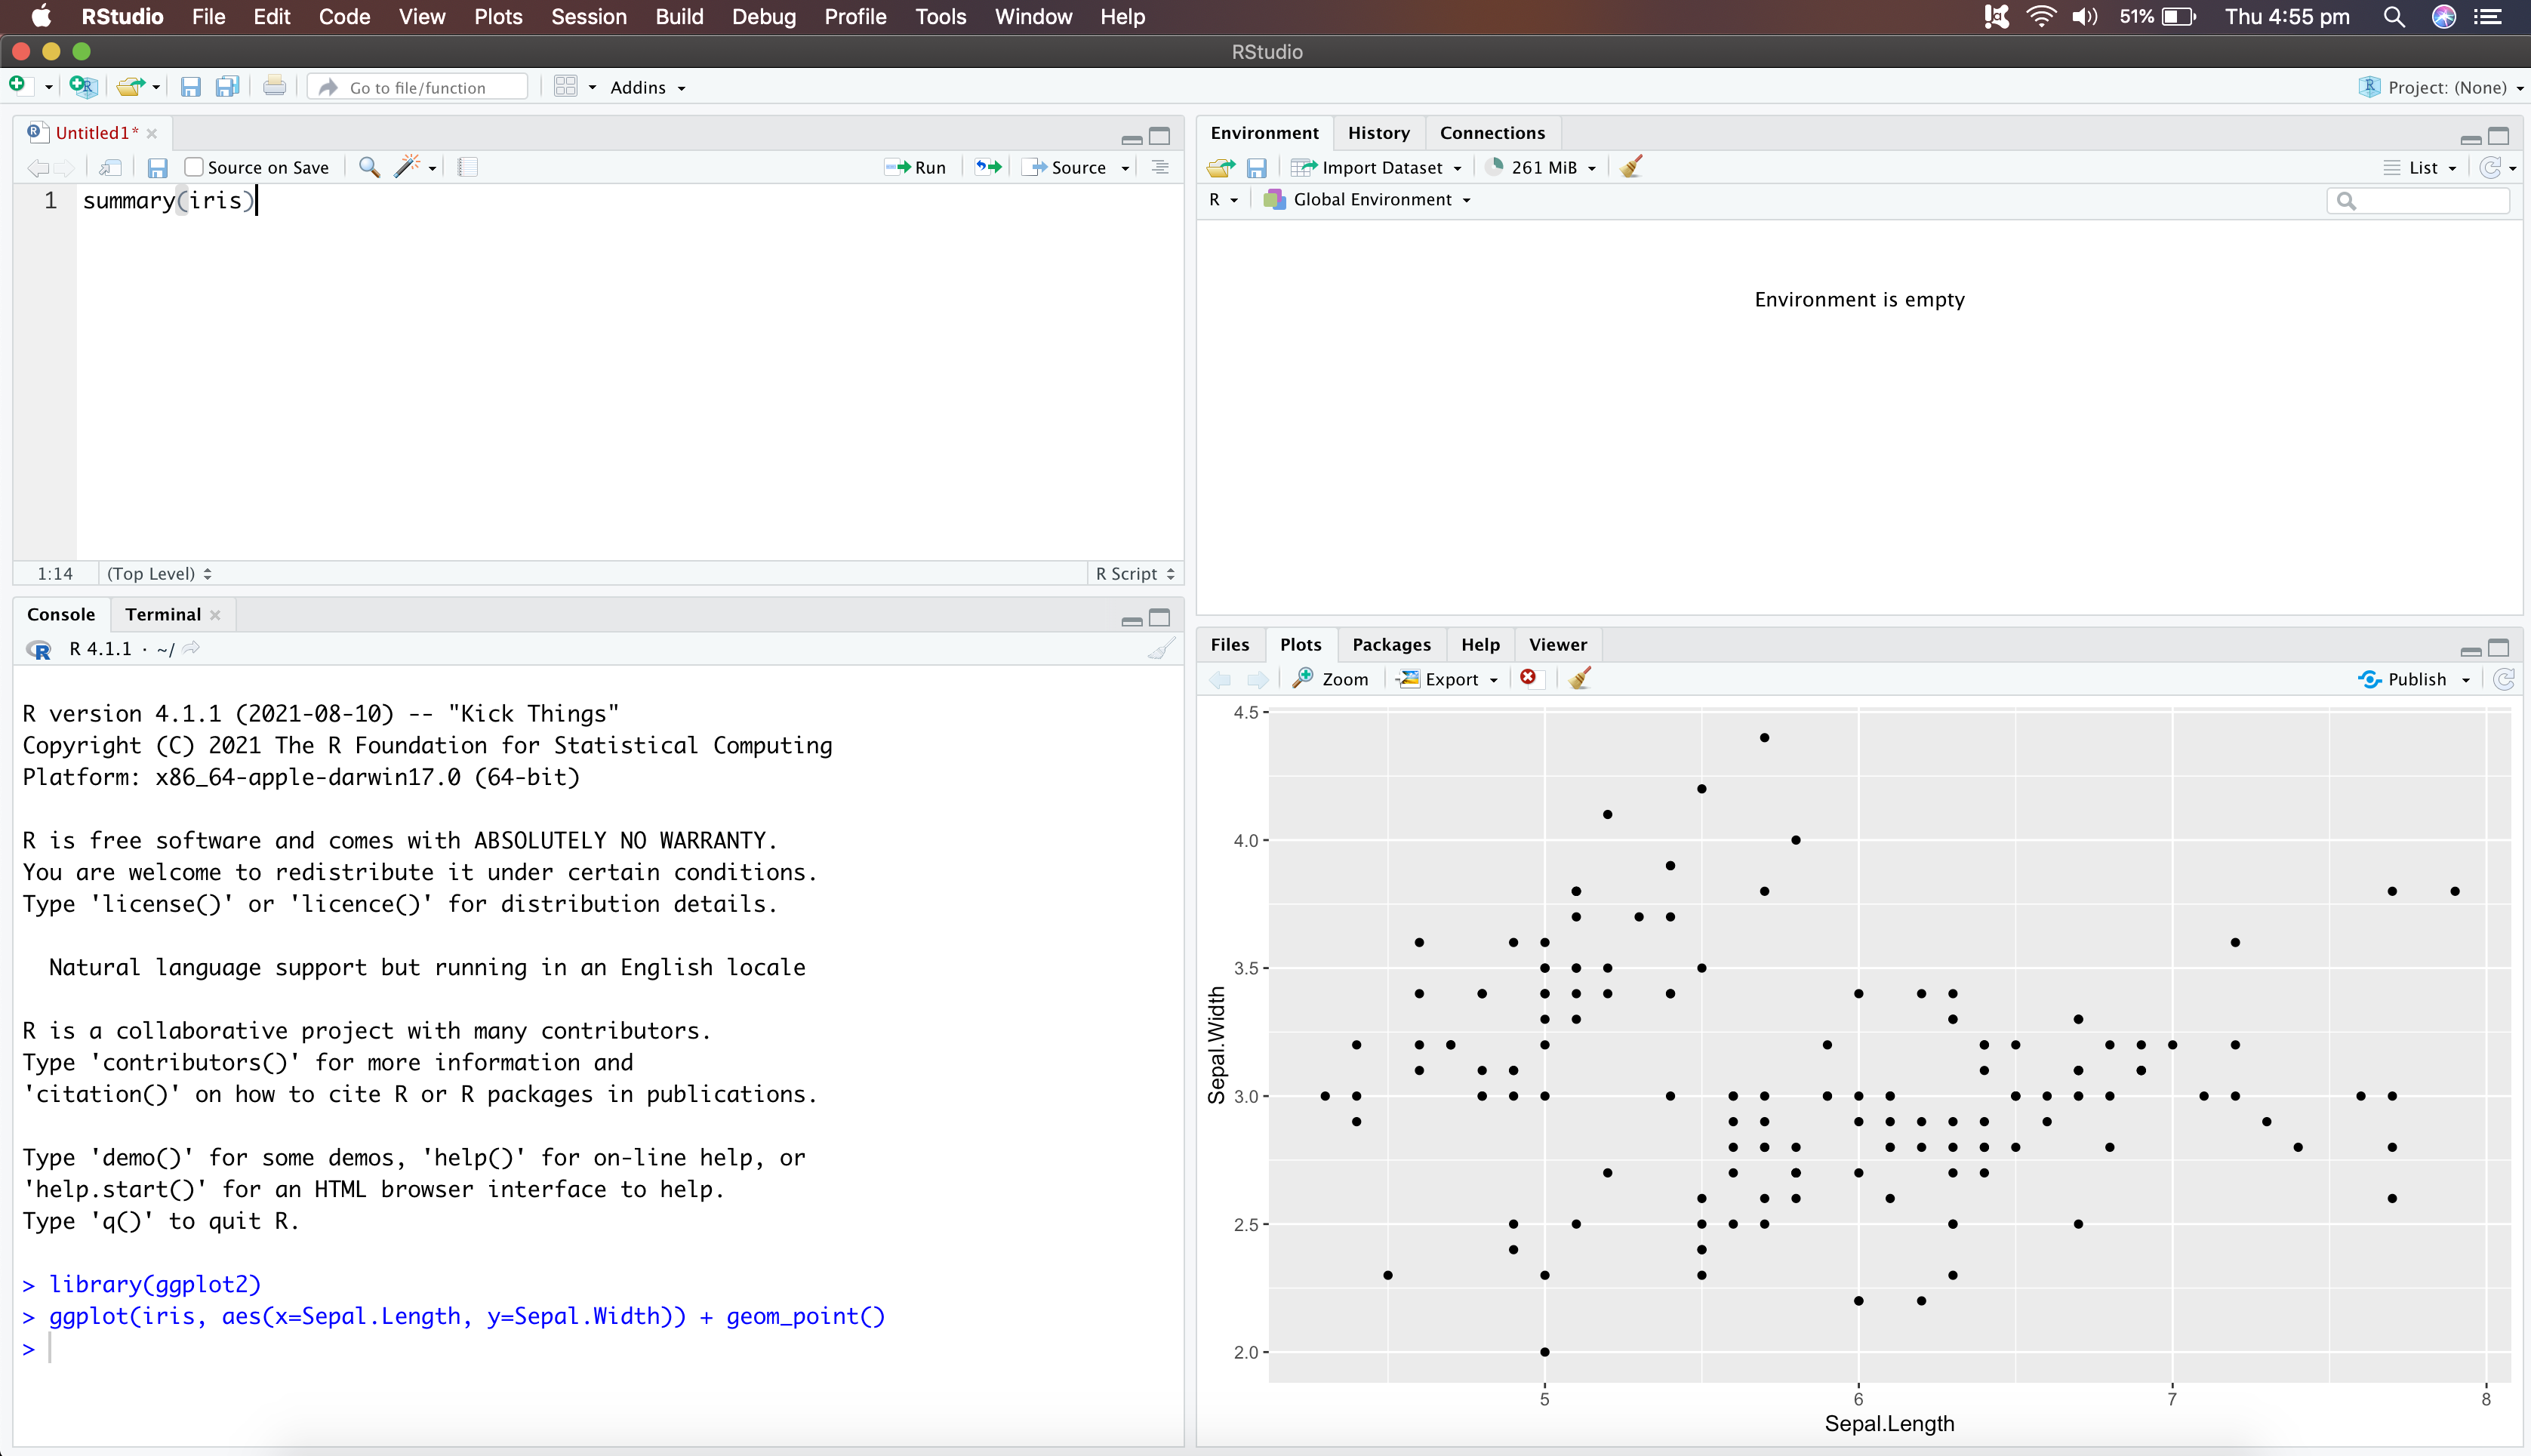 RStudio File Edit Code View Plots Session Build Debug Profile Tools Window Help 51% Thu 4:55 pm
RStudio
Go to file/function Addins Project: (None)
Untitled1*
Source on Save Run Source
1 summary(iris)
1:14 (Top Level) R Script
Console Terminal
R 4.1.1 · ~/
R version 4.1.1 (2021-08-10) -- "Kick Things"
Copyright (C) 2021 The R Foundation for Statistical Computing
Platform: x86_64-apple-darwin17.0 (64-bit)
R is free software and comes with ABSOLUTELY NO WARRANTY.
You are welcome to redistribute it under certain conditions.
Type 'license()' or 'licence()' for distribution details.
Natural language support but running in an English locale
R is a collaborative project with many contributors.
Type 'contributors()' for more information and
'citation()' on how to cite R or R packages in publications.
Type 'demo()' for some demos, 'help()' for on-line help, or
'help.start()' for an HTML browser interface to help.
Type 'q()' to quit R.
> library(ggplot2)
> ggplot(iris, aes(x=Sepal.Length, y=Sepal.Width)) + geom_point()
>
Environment History Connections
Import Dataset 261 MiB List
R Global Environment
Environment is empty
Files Plots Packages Help Viewer
Zoom Export Publish
4.5
4.0
3.5
3.0
2.5
2.0
Sepal.Width
5 6 7 8
Sepal.Length